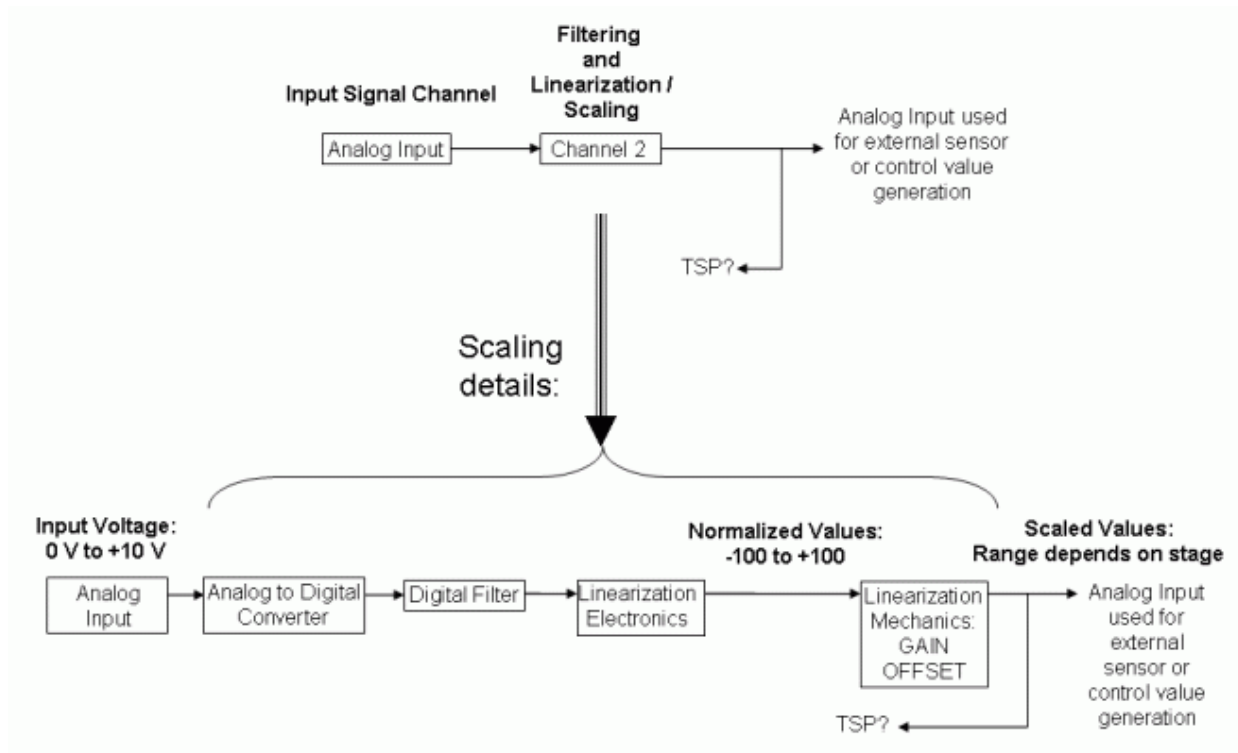 Filtering
and
Linearization /
Scaling
Input Signal Channel
Analog Input
Channel 2
Analog Input used
for external sensor
or control value
generation
TSP?
Scaling
details:
Input Voltage:
0 V to +10 V
Normalized Values:
-100 to +100
Scaled Values:
Range depends on stage
Analog
Input
Analog to Digital
Converter
Digital Filter
Linearization
Electronics
Linearization
Mechanics:
GAIN
OFFSET
Analog Input
used for
external
sensor or
control value
generation
TSP?